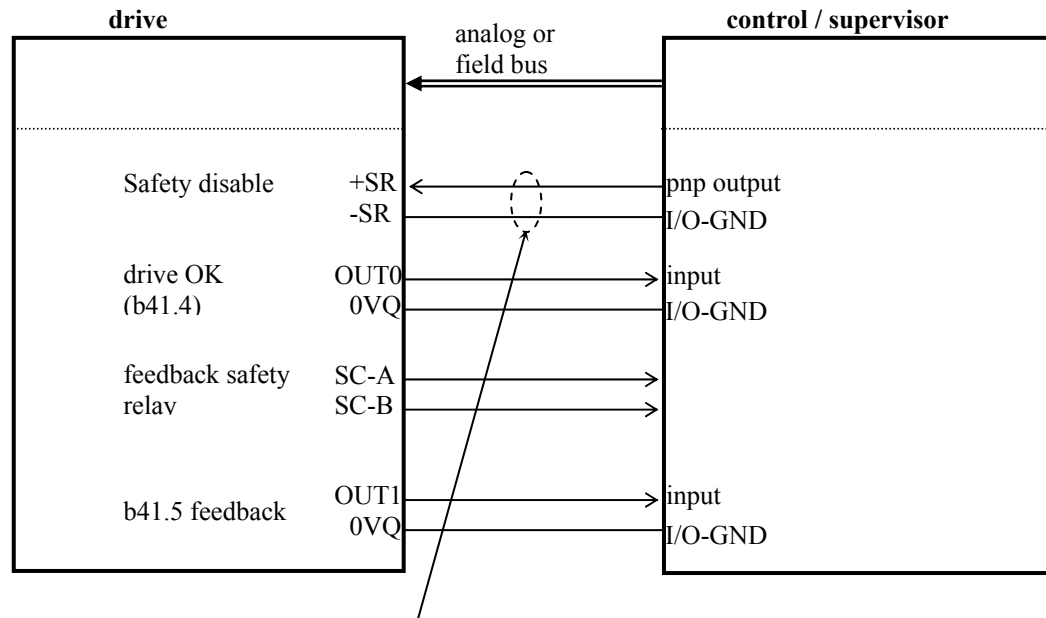 drive
control / supervisor
analog or
field bus
Safety disable
+SR
pnp output
-SR
I/O-GND
drive OK
OUT0
input
(b41.4)
0VQ
I/O-GND
feedback safety
SC-A
relay
SC-B
OUT1
input
b41.5 feedback
0VQ
I/O-GND